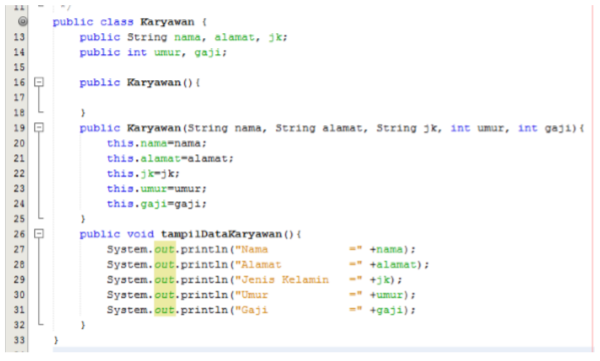 11 */
public class Karyawan {
13 public String nama, alamat, jk;
14 public int umur, gaji;
15
16 public Karyawan(){
17
18 }
19 public Karyawan(String nama, String alamat, String jk, int umur, int gaji){
20 this.nama=nama;
21 this.alamat=alamat;
22 this.jk=jk;
23 this.umur=umur;
24 this.gaji=gaji;
25 }
26 public void tampilDataKaryawan(){
27 System.out.println("Nama =" +nama);
28 System.out.println("Alamat =" +alamat);
29 System.out.println("Jenis Kelamin =" +jk);
30 System.out.println("Umur =" +umur);
31 System.out.println("Gaji =" +gaji);
32 }
33 }